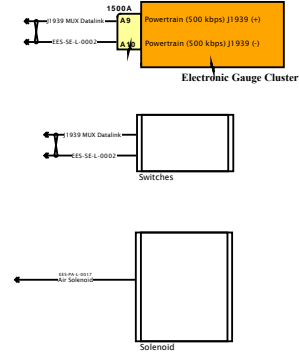 1500A
J1939 MUX Datalink
A9
Powertrain (500 kbps) J1939 (+)
EES-SE-L-0002
A10
Powertrain (500 kbps) J1939 (-)
Electronic Gauge Cluster
J1939 MUX Datalink
EES-SE-L-0002
Switches
EES-PA-L-0017
Air Solenoid
Solenoid